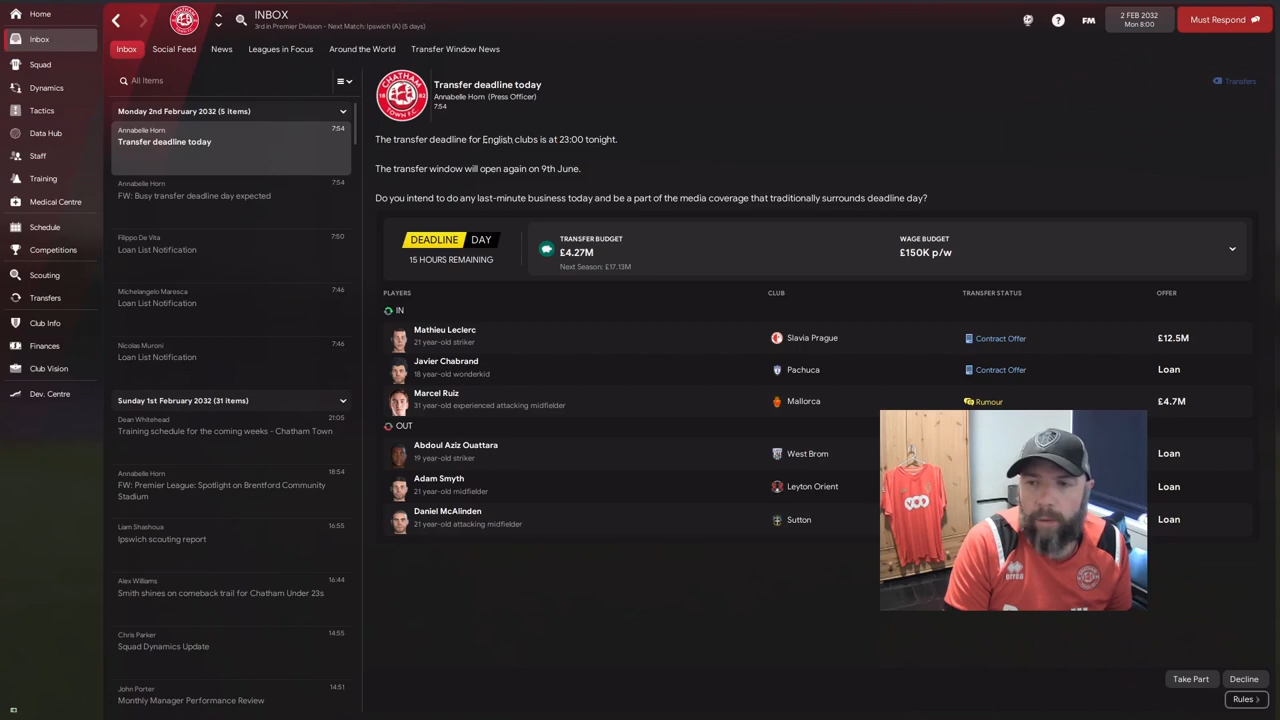 Home
INBOX
3rd in Premier Division - Next Match: Ipswich (A) (5 days)
FM
2 FEB 2032
Mon 8:00
Must Respond
Inbox
Inbox
Social Feed
News
Leagues in Focus
Around the World
Transfer Window News
Squad
Dynamics
Tactics
Data Hub
Staff
Training
Medical Centre
Schedule
Competitions
Scouting
Transfers
Club Info
Finances
Club Vision
Dev. Centre
All Items
Monday 2nd February 2032 (5 items)
Annabelle Horn 7:54
Transfer deadline today
Annabelle Horn 7:54
FW: Busy transfer deadline day expected
Filippo De Vita 7:50
Loan List Notification
Michelangelo Maresca 7:46
Loan List Notification
Nicolas Muroni 7:46
Loan List Notification
Sunday 1st February 2032 (31 items)
Dean Whitehead 21:05
Training schedule for the coming weeks - Chatham Town
Annabelle Horn 18:54
FW: Premier League: Spotlight on Brentford Community
Stadium
Liam Shashoua 16:55
Ipswich scouting report
Alex Williams 16:44
Smith shines on comeback trail for Chatham Under 23s
Chris Parker 14:55
Squad Dynamics Update
John Porter 14:51
Monthly Manager Performance Review
CHATHAM
18 82
TOWN F.C.
Transfer deadline today
Annabelle Horn (Press Officer)
7:54
Transfers
The transfer deadline for English clubs is at 23:00 tonight.
The transfer window will open again on 9th June.
Do you intend to do any last-minute business today and be a part of the media coverage that traditionally surrounds deadline day?
DEADLINE DAY
15 HOURS REMAINING
TRANSFER BUDGET
£4.27M
Next Season: £17.13M
WAGE BUDGET
£150K p/w
PLAYERS CLUB TRANSFER STATUS OFFER
IN
Mathieu Leclerc
21 year-old striker
Slavia Prague Contract Offer £12.5M
Javier Chabrand
18 year-old wonderkid
Pachuca Contract Offer Loan
Marcel Ruiz
31 year-old experienced attacking midfielder
Mallorca Rumour £4.7M
OUT
Abdoul Aziz Ouattara
19 year-old striker
West Brom Loan
Adam Smyth
21 year-old midfielder
Leyton Orient Loan
Daniel McAlinden
21 year-old attacking midfielder
Sutton Loan
Take Part
Decline
Rules